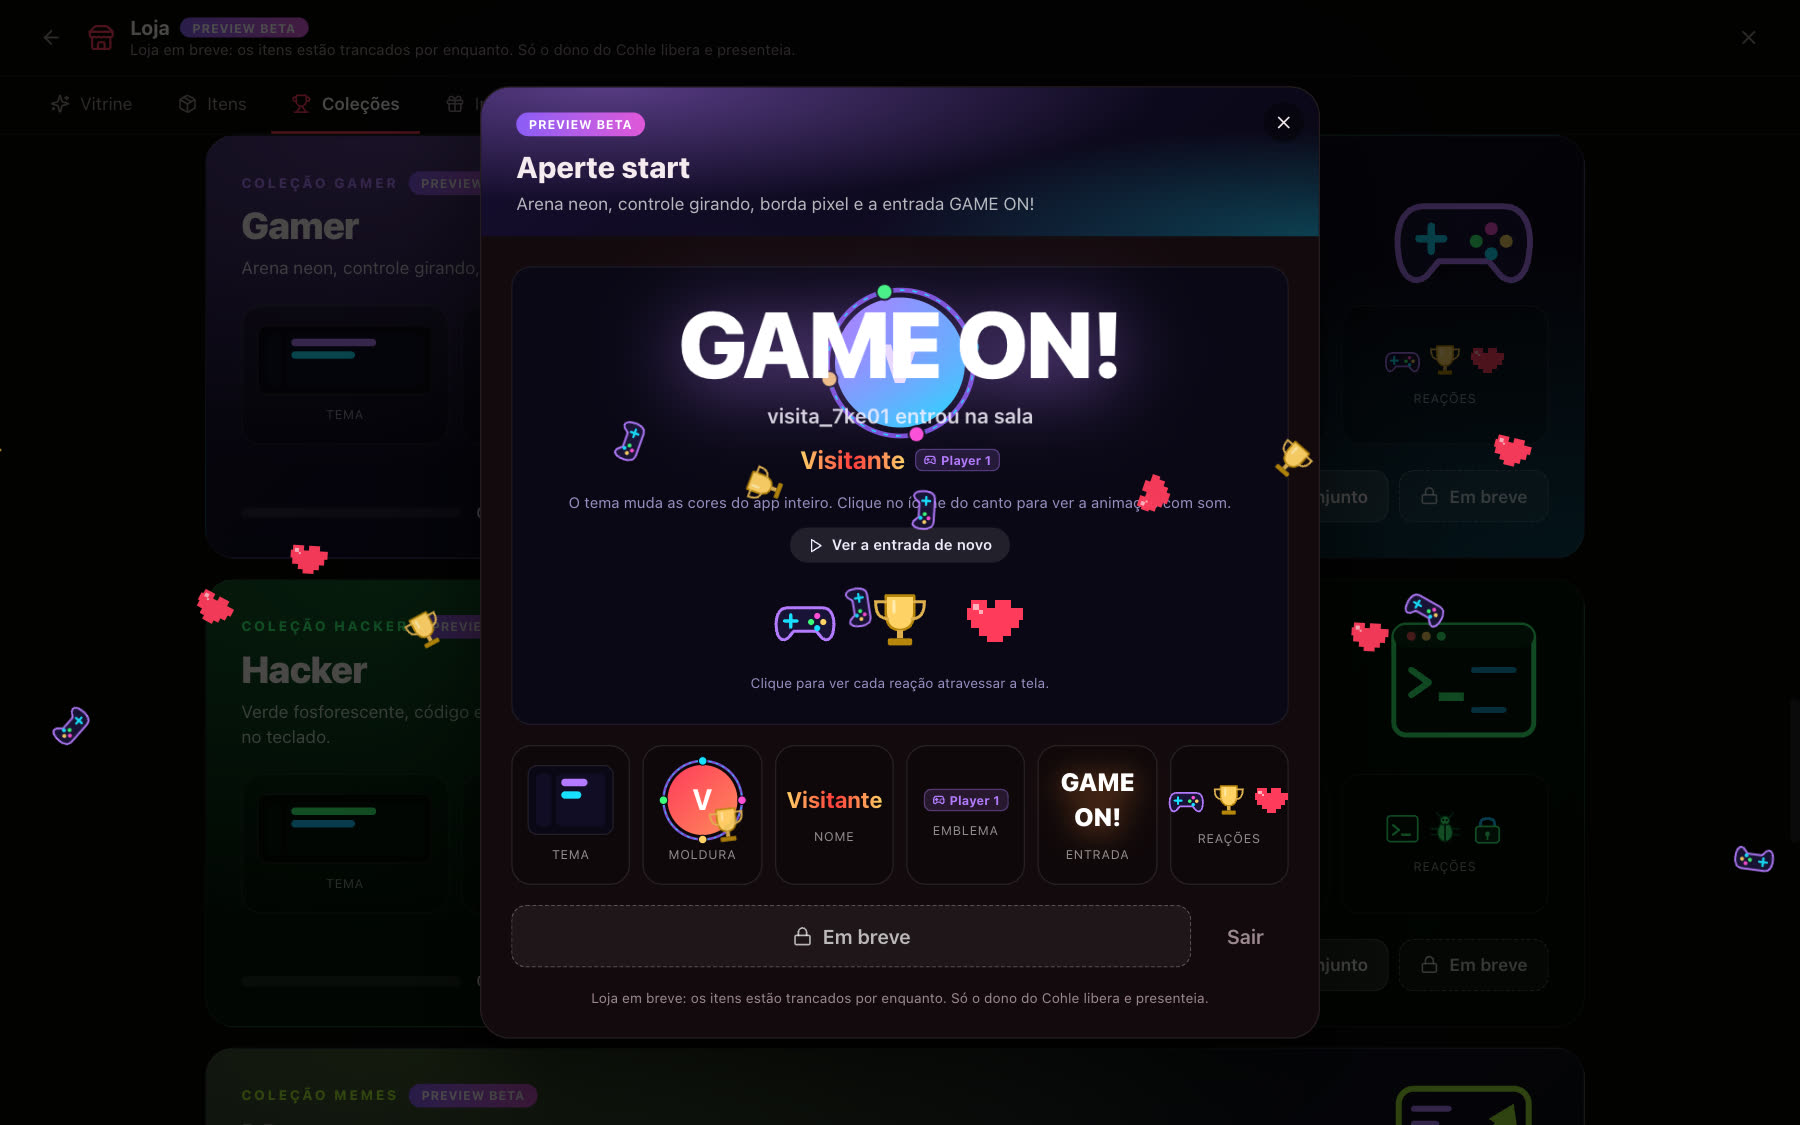 Loja PREVIEW BETA
Loja em breve: os itens estão trancados por enquanto. Só o dono do Cohle libera e presenteia.
Vitrine
Itens
Coleções
PREVIEW BETA
Aperte start
Arena neon, controle girando, borda pixel e a entrada GAME ON!
COLEÇÃO GAMER
Gamer
Arena neon, controle girando,
TEMA
REAÇÕES
Em breve
GAME ON!
visita_7ke01 entrou na sala
Visitante Player 1
O tema muda as cores do app inteiro. Clique no do canto para ver a com som.
Ver a entrada de novo
Clique para ver cada reação atravessar a tela.
COLEÇÃO HACKER
Hacker
Verde fosforescente, código e
no teclado.
TEMA
REAÇÕES
Em breve
TEMA
V
MOLDURA
Visitante
NOME
Player 1
EMBLEMA
GAME
ON!
ENTRADA
REAÇÕES
Em breve
Sair
Loja em breve: os itens estão trancados por enquanto. Só o dono do Cohle libera e presenteia.
COLEÇÃO MEMES PREVIEW BETA